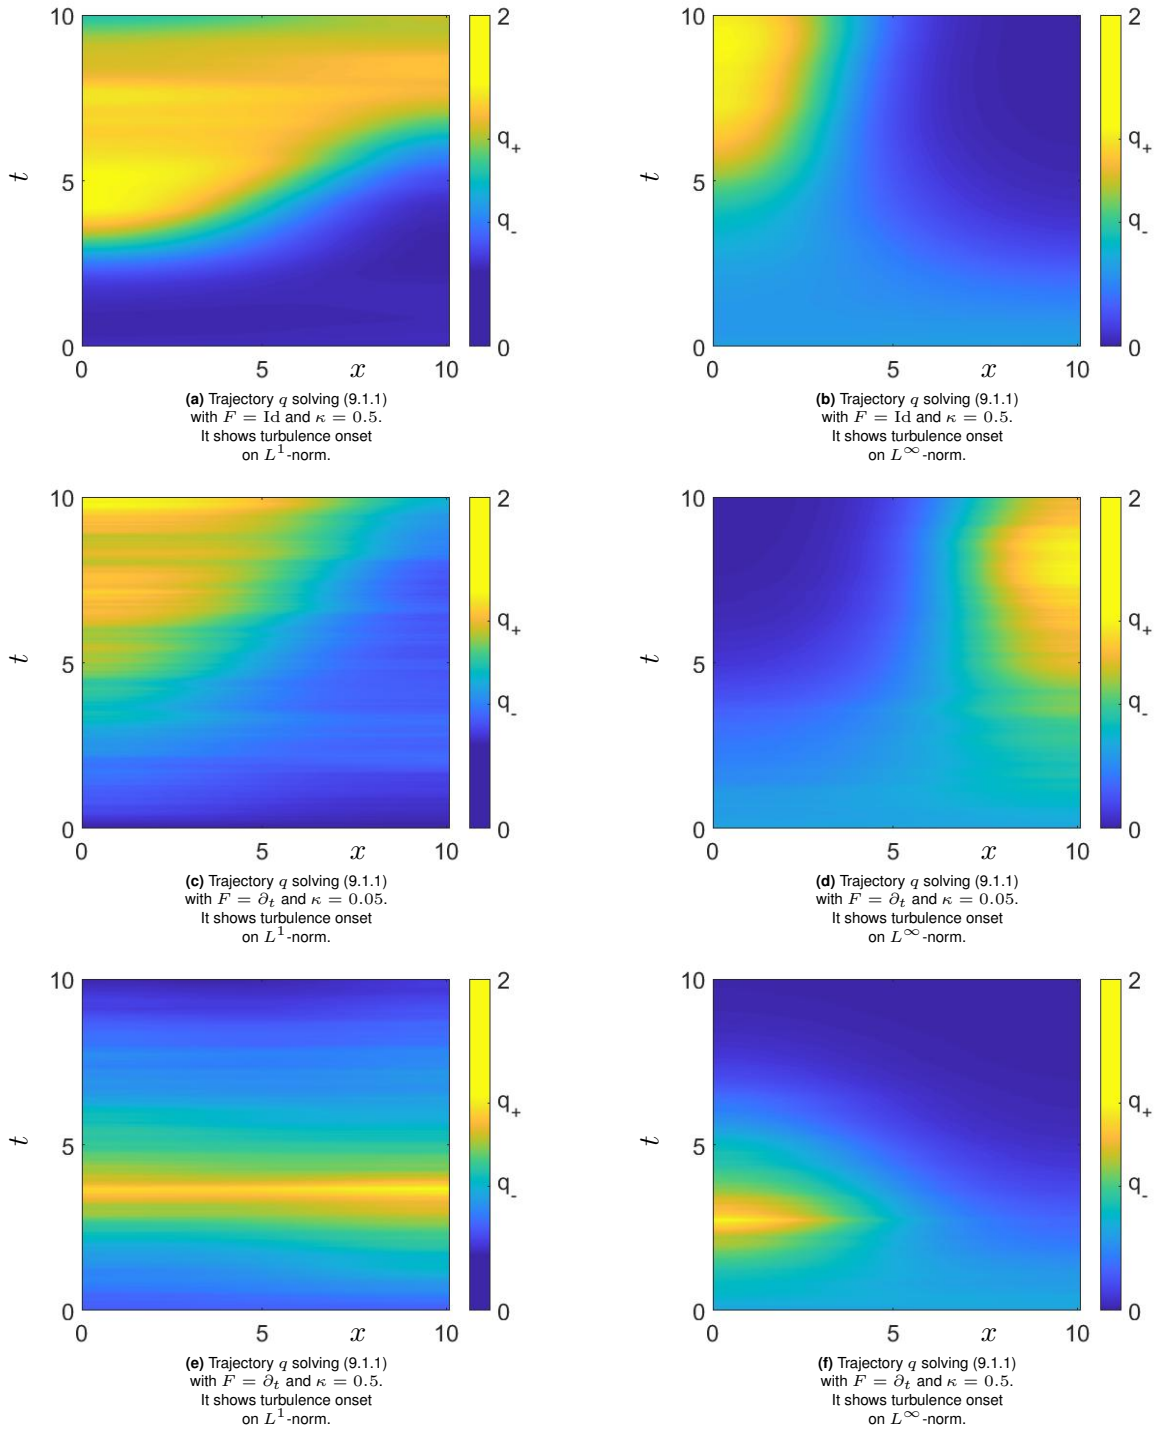 10
5
0
t
0
5
x
10
2
q₊
q₋
0
(a) Trajectory q solving (9.1.1)
with F = Id and κ = 0.5.
It shows turbulence onset
on L¹-norm.
10
5
0
t
0
5
x
10
2
q₊
q₋
0
(b) Trajectory q solving (9.1.1)
with F = Id and κ = 0.5.
It shows turbulence onset
on L^∞-norm.
10
5
0
t
0
5
x
10
2
q₊
q₋
0
(c) Trajectory q solving (9.1.1)
with F = ∂ₜ and κ = 0.05.
It shows turbulence onset
on L¹-norm.
10
5
0
t
0
5
x
10
2
q₊
q₋
0
(d) Trajectory q solving (9.1.1)
with F = ∂ₜ and κ = 0.05.
It shows turbulence onset
on L^∞-norm.
10
5
0
t
0
5
x
10
2
q₊
q₋
0
(e) Trajectory q solving (9.1.1)
with F = ∂ₜ and κ = 0.5.
It shows turbulence onset
on L¹-norm.
10
5
0
t
0
5
x
10
2
q₊
q₋
0
(f) Trajectory q solving (9.1.1)
with F = ∂ₜ and κ = 0.5.
It shows turbulence onset
on L^∞-norm.